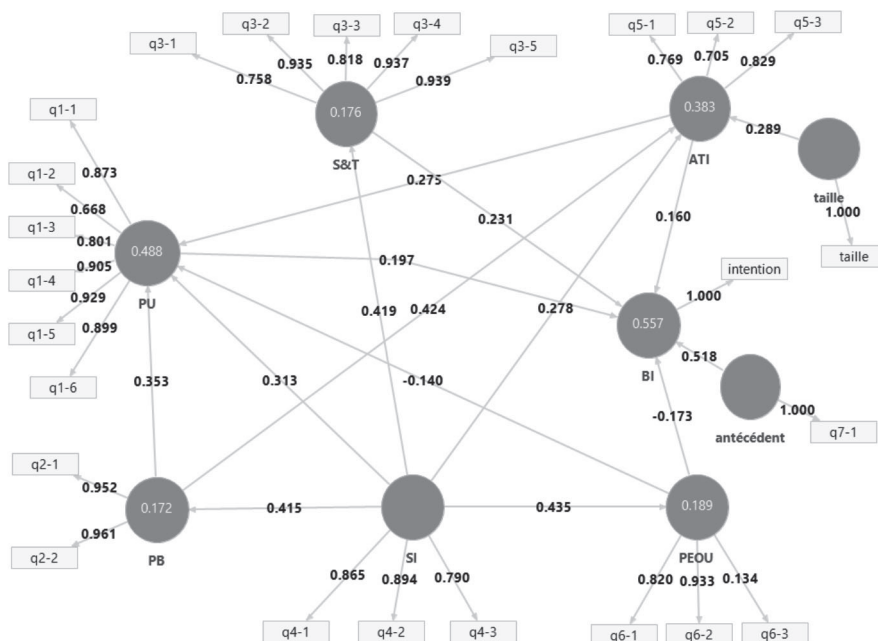 q3-1
q3-2
q3-3
q3-4
q3-5
0.758
0.935
0.818
0.937
0.939
0.176
S&T
q5-1
q5-2
q5-3
0.769
0.705
0.829
0.383
ATI
0.289
taille
1.000
taille
q1-1
q1-2
q1-3
q1-4
q1-5
q1-6
0.873
0.668
0.801
0.905
0.929
0.899
0.488
PU
0.275
0.231
0.160
0.197
intention
1.000
0.557
BI
0.518
antécédent
1.000
q7-1
0.419
0.424
0.278
0.353
0.313
-0.140
-0.173
q2-1
q2-2
0.952
0.961
0.172
PB
0.415
SI
0.435
0.189
PEOU
0.865
0.894
0.790
q4-1
q4-2
q4-3
0.820
0.933
0.134
q6-1
q6-2
q6-3